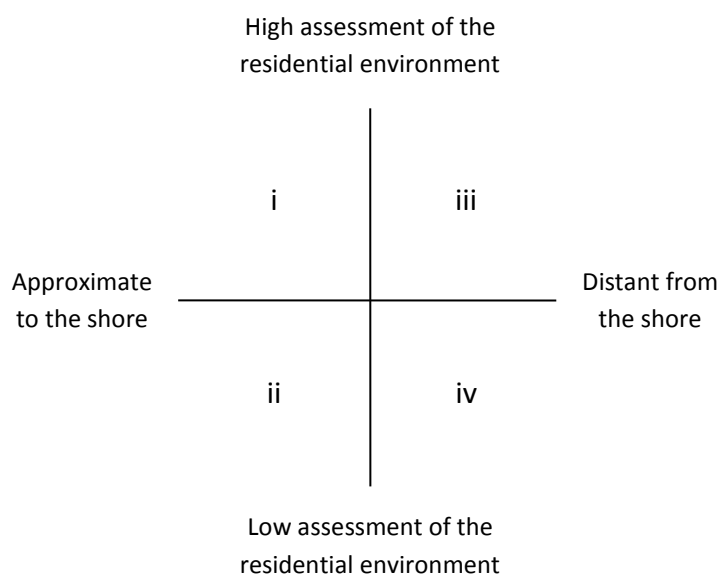 High assessment of the
residential environment
i
iii
Approximate
to the shore
Distant from
the shore
ii
iv
Low assessment of the
residential environment